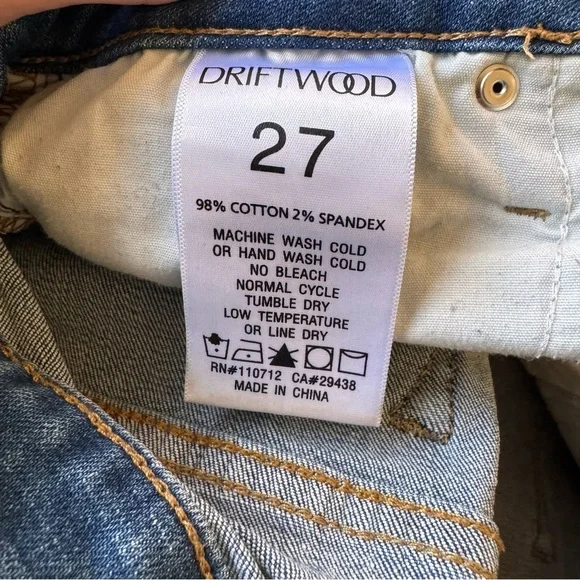 DRIFTWOOD
27
98% COTTON 2% SPANDEX
MACHINE WASH COLD
OR HAND WASH COLD
NO BLEACH
NORMAL CYCLE
TUMBLE DRY
LOW TEMPERATURE
OR LINE DRY
RN#110712 CA#29438
MADE IN CHINA